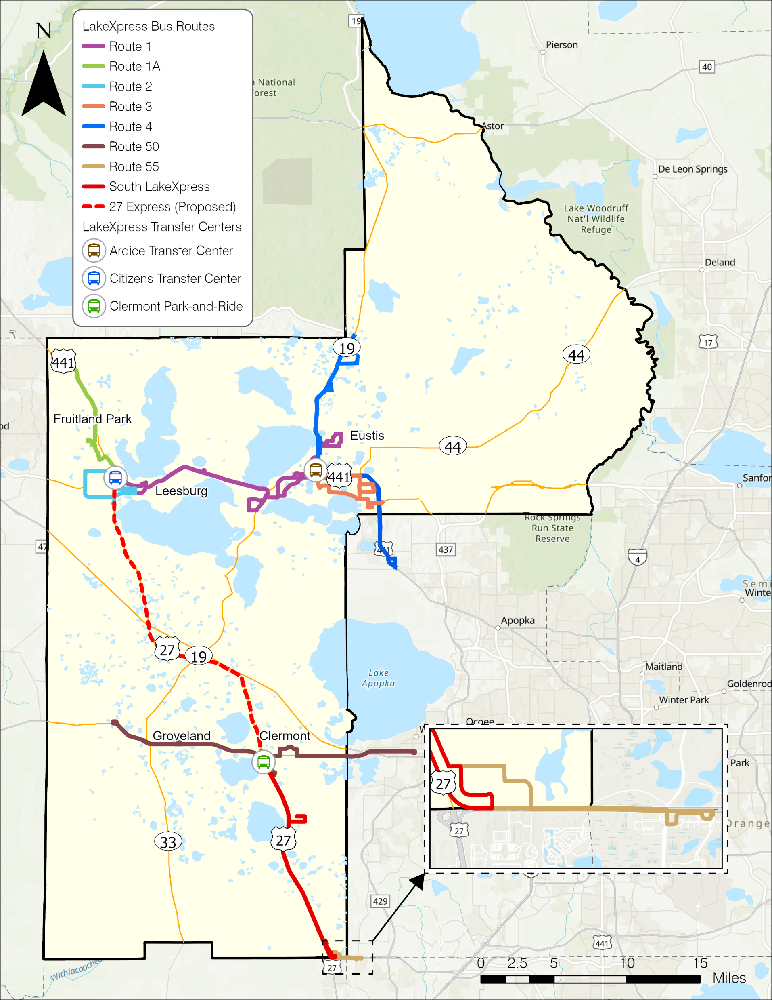 N
LakeXpress Bus Routes
Route 1
Route 1A
Route 2
Route 3
Route 4
Route 50
Route 55
South LakeXpress
27 Express (Proposed)
LakeXpress Transfer Centers
Ardice Transfer Center
Citizens Transfer Center
Clermont Park-and-Ride
19
Pierson
40
National
Forest
Astor
De Leon Springs
Lake Woodruff
Nat'l Wildlife
Refuge
Deland
17
19
441
44
Fruitland Park
Eustis
44
441
Leesburg
Sanfor
Rock Springs
Run State
Reserve
47
441
437
4
Semi
Winte
Apopka
27
19
Maitland
Lake
Apopka
Goldenrod
Winter Park
Ocoee
W
Groveland
Clermont
Park
27
27
Orange
27
33
429
441
27
Withlacoochee
0 2.5 5 10 15
Miles